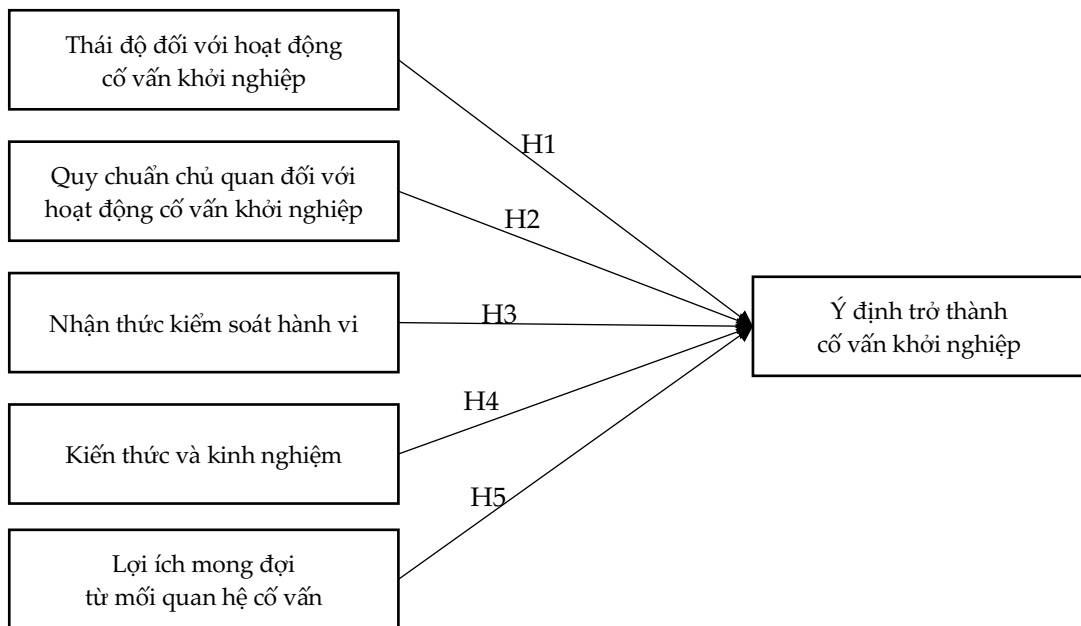 Thái độ đối với hoạt động
cố vấn khởi nghiệp
H1
Quy chuẩn chủ quan đối với
hoạt động cố vấn khởi nghiệp
H2
Nhận thức kiểm soát hành vi
H3
Ý định trở thành
cố vấn khởi nghiệp
Kiến thức và kinh nghiệm
H4
Lợi ích mong đợi
từ mối quan hệ cố vấn
H5